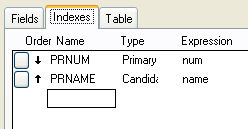 Fields Indexes Table
Order Name Type Expression
PRNUM Primary num
PRNAME Candida name